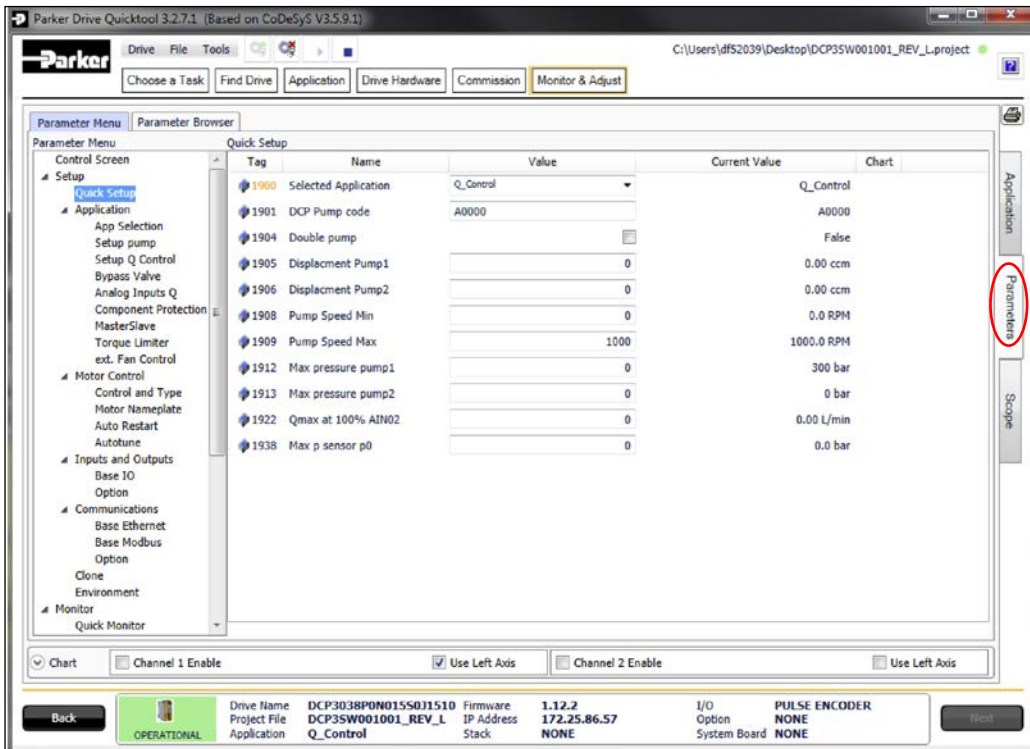 Parker Drive Quicktool 3.2.7.1 (Based on CoDeSyS V3.5.9.1)
Parker
Drive File Tools
C:\Users\df52039\Desktop\DCP3SW001001_REV_L.project
Choose a Task Find Drive Application Drive Hardware Commission Monitor & Adjust
Parameter Menu Parameter Browser
Parameter Menu
Control Screen
Setup
Quick Setup
Application
App Selection
Setup pump
Setup Q Control
Bypass Valve
Analog Inputs Q
Component Protection
MasterSlave
Torque Limiter
ext. Fan Control
Motor Control
Control and Type
Motor Nameplate
Auto Restart
Autotune
Inputs and Outputs
Base IO
Option
Communications
Base Ethernet
Base Modbus
Option
Clone
Environment
Monitor
Quick Monitor
Quick Setup
Tag Name Value Current Value Chart
1900 Selected Application Q_Control Q_Control
1901 DCP Pump code A0000 A0000
1904 Double pump False
1905 Displacment Pump1 0 0.00 ccm
1906 Displacment Pump2 0 0.00 ccm
1908 Pump Speed Min 0 0.0 RPM
1909 Pump Speed Max 1000 1000.0 RPM
1912 Max pressure pump1 0 300 bar
1913 Max pressure pump2 0 0 bar
1922 Qmax at 100% AIN02 0 0.00 L/min
1938 Max p sensor p0 0 0.0 bar
Application
Parameters
Scope
Chart Channel 1 Enable Use Left Axis Channel 2 Enable Use Left Axis
Back
OPERATIONAL
Drive Name DCP3038P0N015S0J1510 Firmware 1.12.2 I/O PULSE ENCODER
Project File DCP3SW001001_REV_L IP Address 172.25.86.57 Option NONE
Application Q_Control Stack NONE System Board NONE
Next